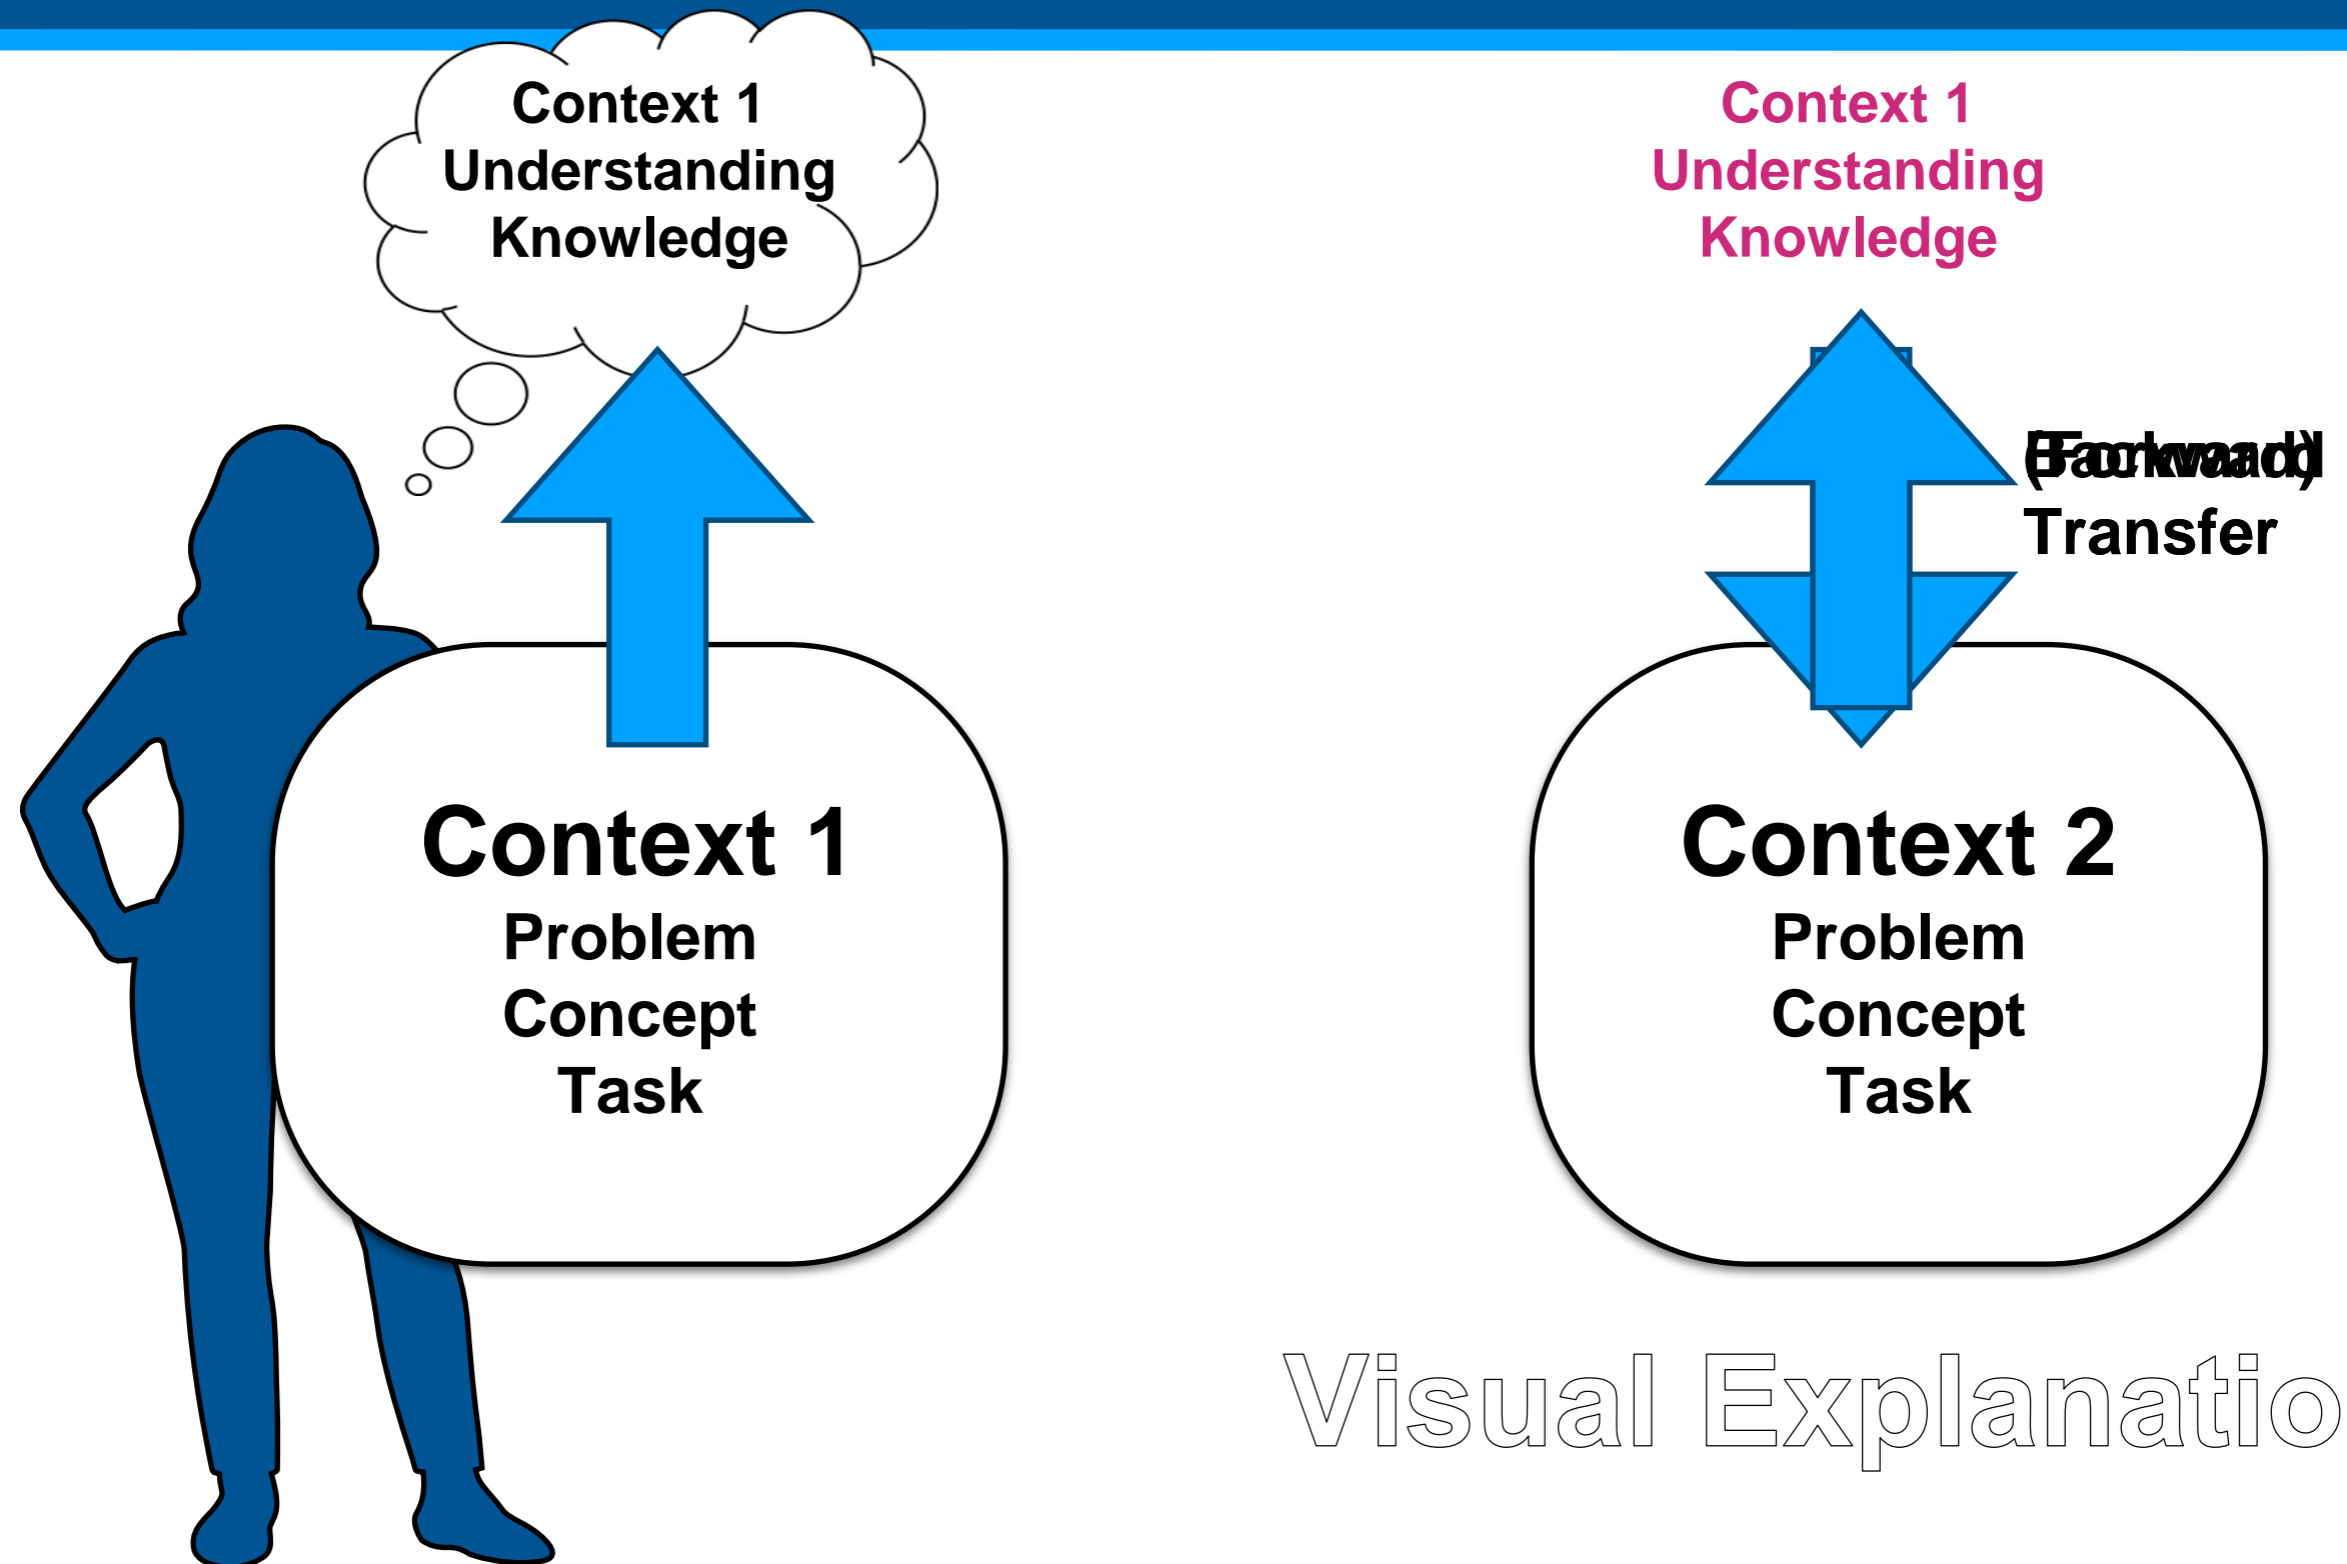 Context 1
Understanding
Knowledge
Context 1
Understanding
Knowledge
Transfer
Context 1
Problem
Concept
Task
Context 2
Problem
Concept
Task
Visual Explanatio